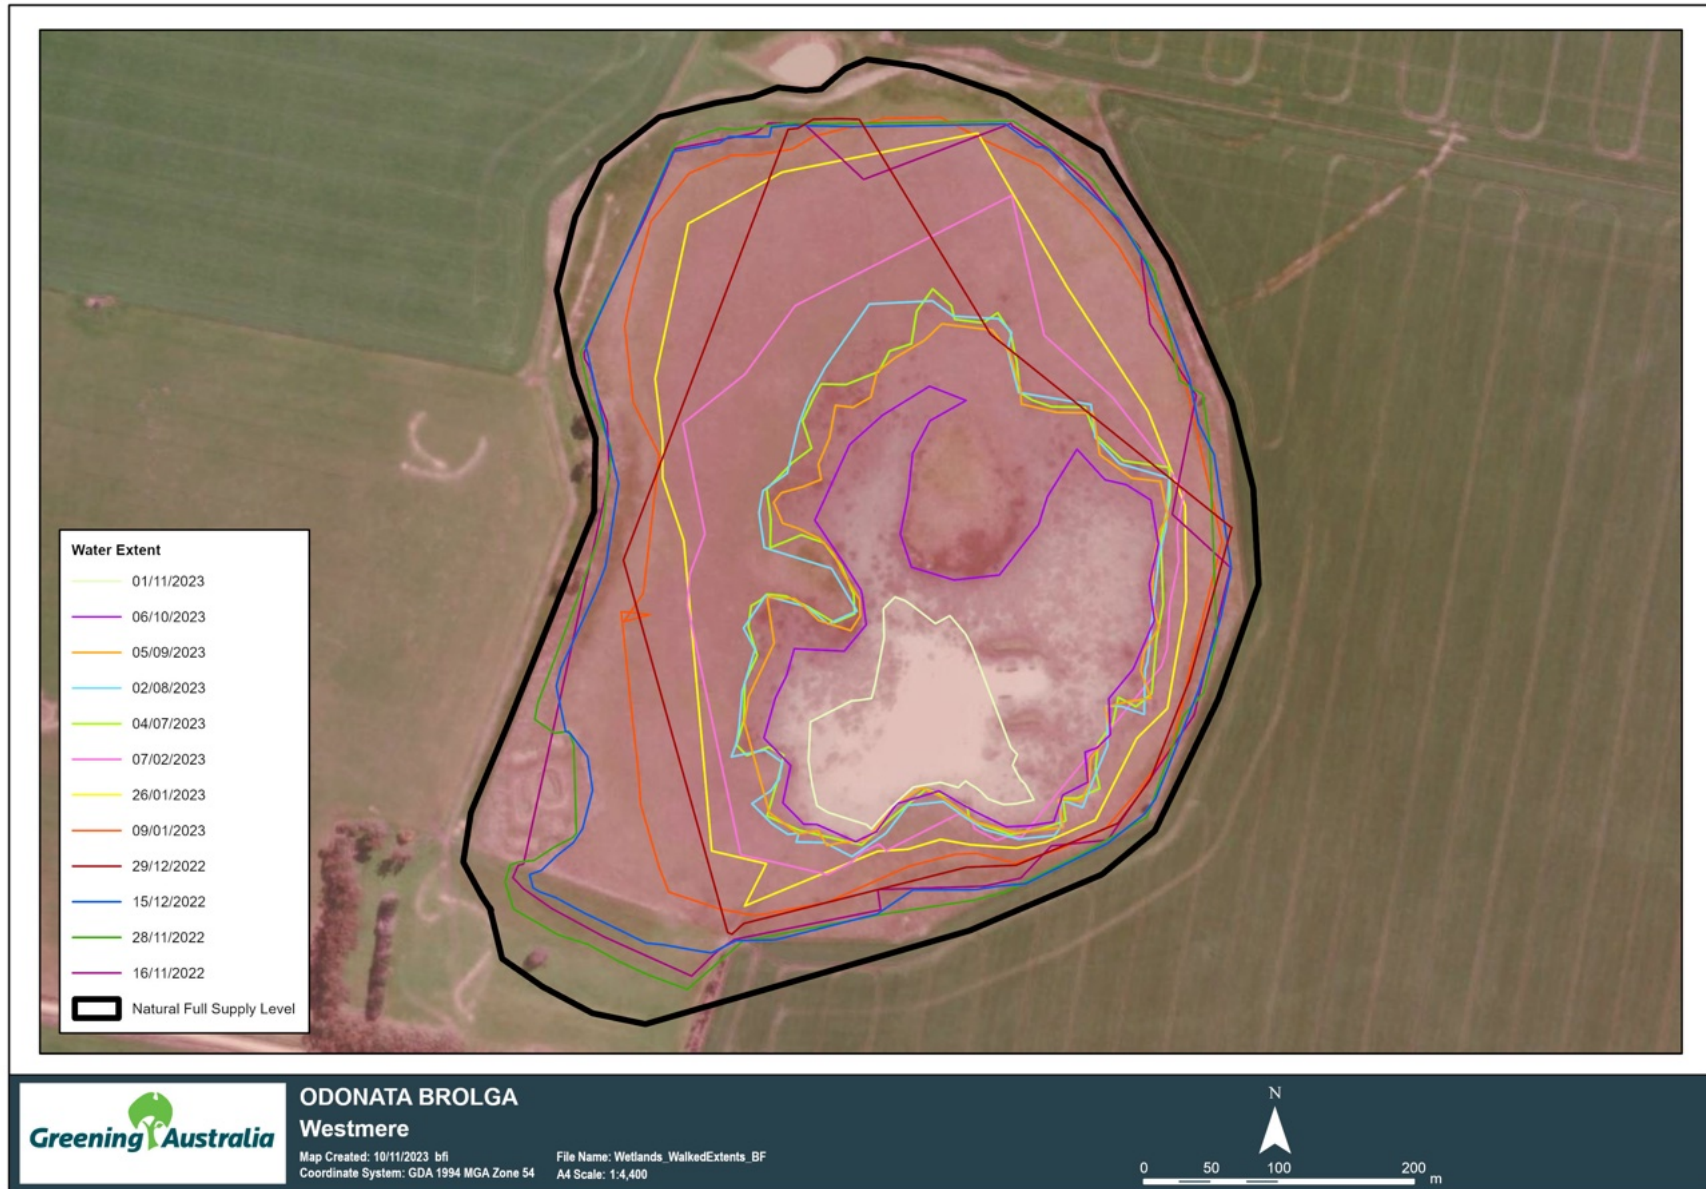 Water Extent
01/11/2023
06/10/2023
05/09/2023
02/08/2023
04/07/2023
07/02/2023
26/01/2023
09/01/2023
29/12/2022
15/12/2022
28/11/2022
16/11/2022
Natural Full Supply Level
Greening Australia
ODONATA BROLGA
Westmere
Map Created: 10/11/2023 bfi
Coordinate System: GDA 1994 MGA Zone 54
File Name: Wetlands_WalkedExtents_BF
A4 Scale: 1:4,400
N
0 50 100 200 m